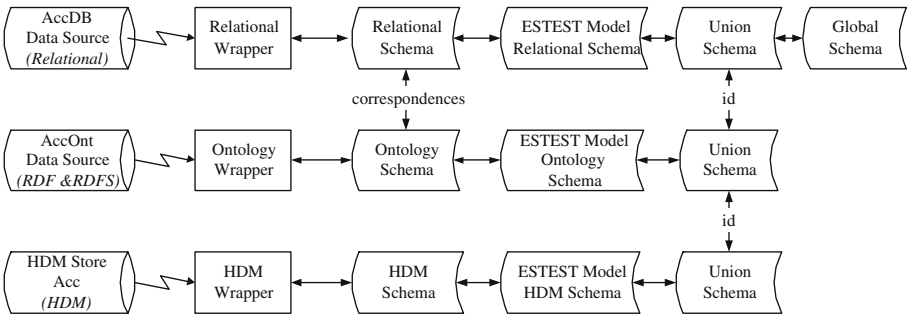 AccDB
Data Source
(Relational)
Relational
Wrapper
Relational
Schema
ESTEST Model
Relational Schema
Union
Schema
Global
Schema
correspondences
id
AccOnt
Data Source
(RDF &RDFS)
Ontology
Wrapper
Ontology
Schema
ESTEST Model
Ontology
Schema
Union
Schema
id
HDM Store
Acc
(HDM)
HDM
Wrapper
HDM
Schema
ESTEST Model
HDM Schema
Union
Schema